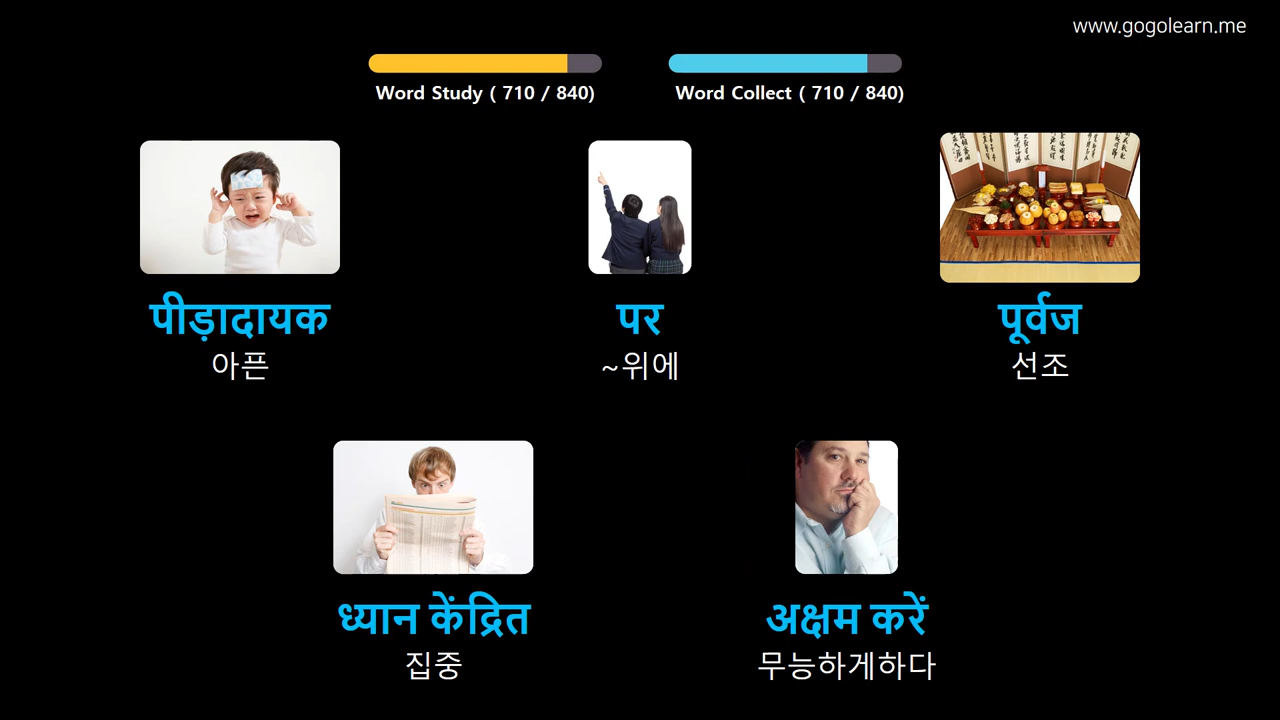 www.gogolearn.me
Word Study ( 710 / 840)
Word Collect ( 710 / 840)
पीड़ादायक
아픈
पर
~위에
पूर्वज
선조
ध्यान केंद्रित
집중
अक्षम करें
무능하게하다